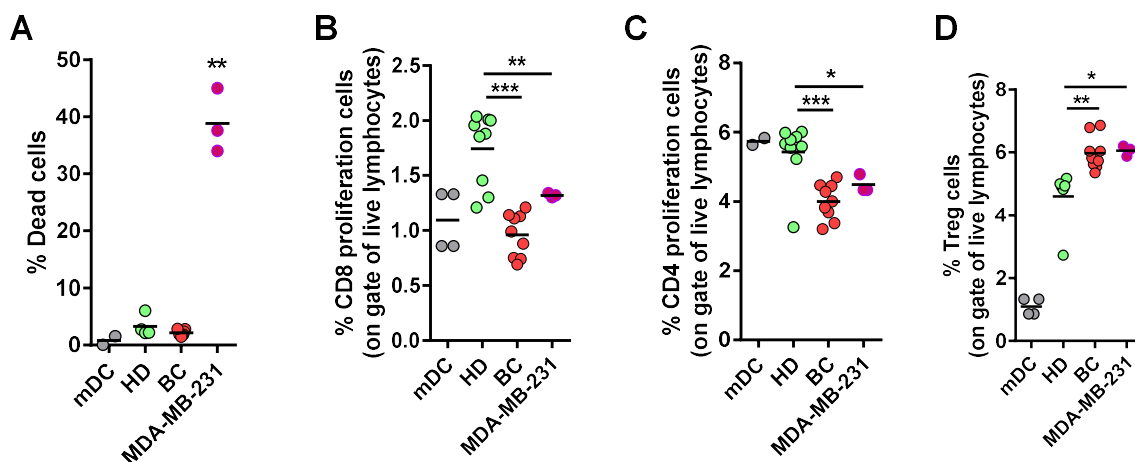 A
% Dead cells
50
40
30
20
10
0
**
mDC
HD
BC
MDA-MB-231
B
% CD8 proliferation cells
(on gate of live lymphocytes)
2.5
2.0
1.5
1.0
0.5
0.0
**
***
mDC
HD
BC
MDA-MB-231
C
% CD4 proliferation cells
(on gate of live lymphocytes)
8
6
4
2
0
*
***
mDC
HD
BC
MDA-MB-231
D
% Treg cells
(on gate of live lymphocytes)
8
6
4
2
0
*
**
mDC
HD
BC
MDA-MB-231